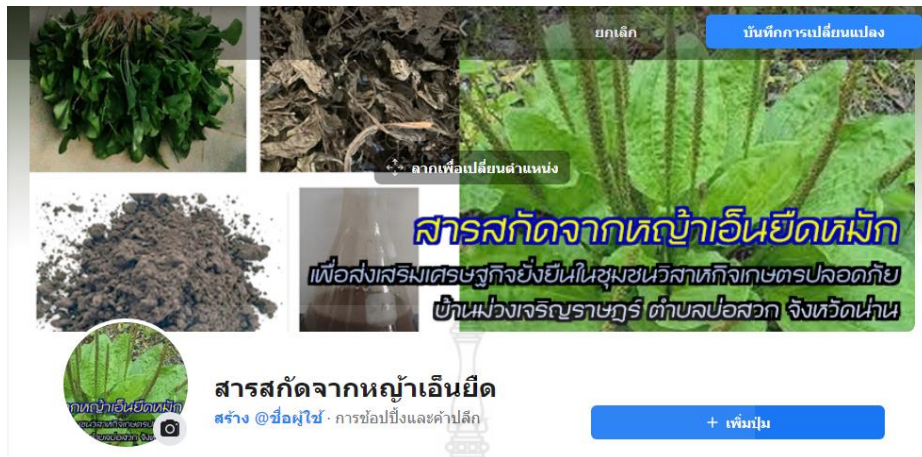 ยกเลิก
บันทึกการเปลี่ยนแปลง
ลากเพื่อเปลี่ยนตำแหน่ง
สารสกัดจากหญ้าเอ็นยืดหมัก
เพื่อส่งเสริมเศรษฐกิจยั่งยืนในชุมชนวิสาหกิจเกษตรปลอดภัย
บ้านม่วงเจริญราษฎร์ ตำบลบ่อสวก จังหวัดน่าน
สารสกัดจากหญ้าเอ็นยืด
สร้าง @ชื่อผู้ใช้ · การช้อปปิ้งและค้าปลีก
+ เพิ่มปุ่ม